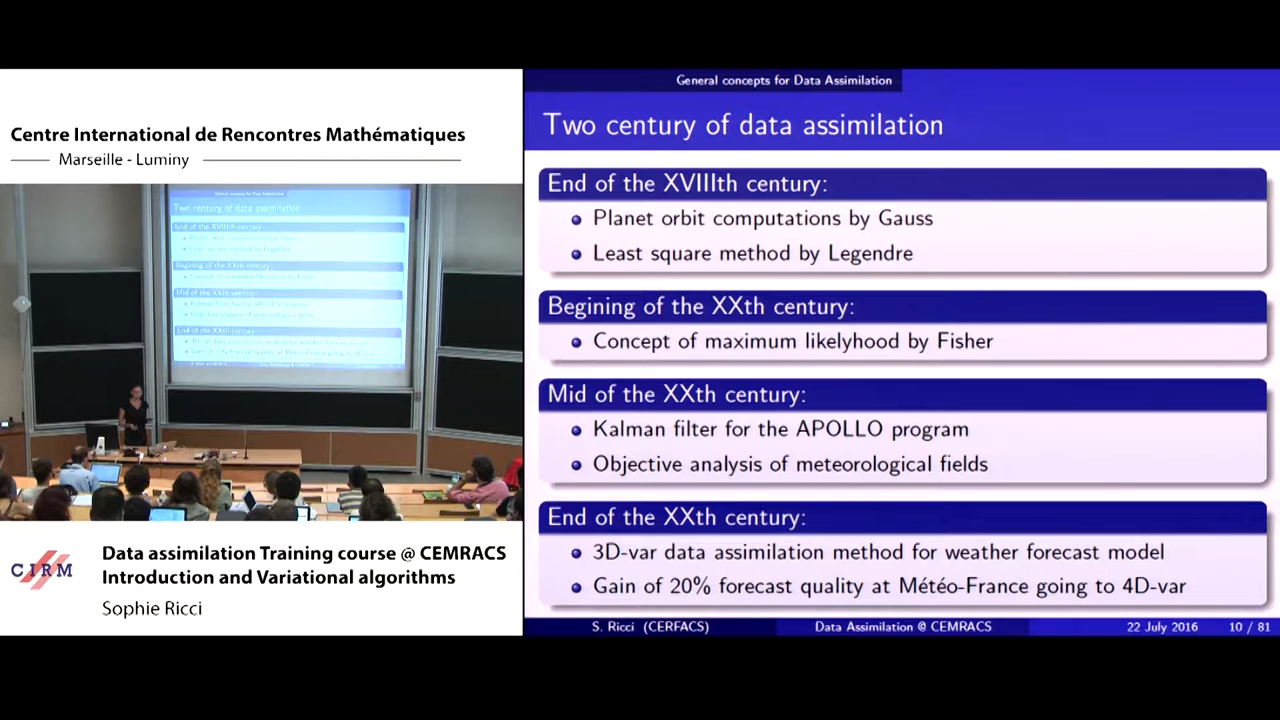 Centre International de Rencontres Mathématiques
Marseille - Luminy
CIRM
Data assimilation Training course @ CEMRACS
Introduction and Variational algorithms
Sophie Ricci
General concepts for Data Assimilation
Two century of data assimilation
End of the XVIIIth century:
Planet orbit computations by Gauss
Least square method by Legendre
Begining of the XXth century:
Concept of maximum likelyhood by Fisher
Mid of the XXth century:
Kalman filter for the APOLLO program
Objective analysis of meteorological fields
End of the XXth century:
3D-var data assimilation method for weather forecast model
Gain of 20% forecast quality at Météo-France going to 4D-var
S. Ricci (CERFACS)
Data Assimilation @ CEMRACS
22 July 2016
10 / 81